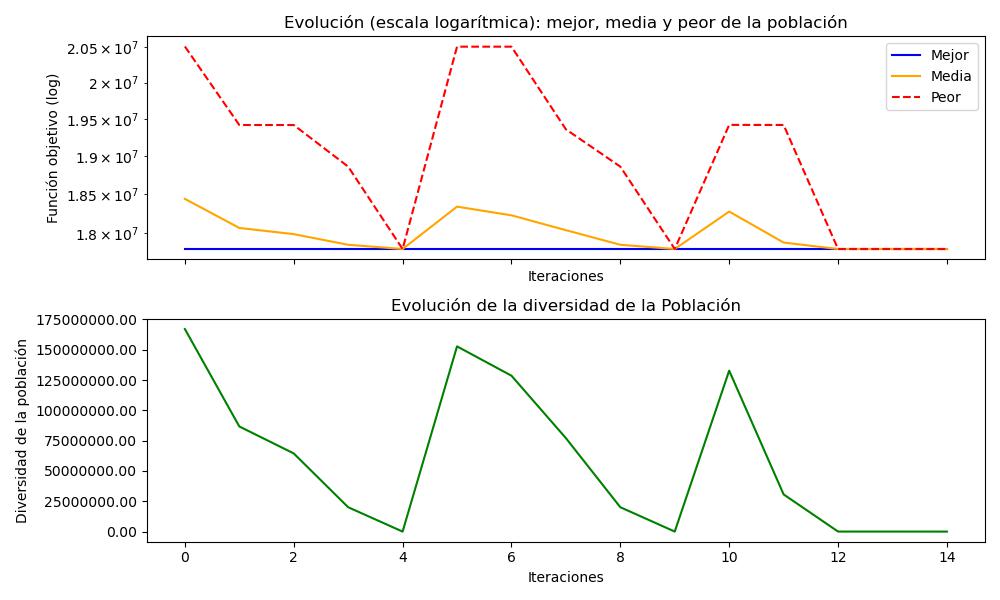 Evolución (escala logarítmica): mejor, media y peor de la población
Función objetivo (log)
2.05 × 10⁷
2 × 10⁷
1.95 × 10⁷
1.9 × 10⁷
1.85 × 10⁷
1.8 × 10⁷
Mejor
Media
Peor
Iteraciones
Evolución de la diversidad de la Población
Diversidad de la población
175000000.00
150000000.00
125000000.00
100000000.00
75000000.00
50000000.00
25000000.00
0.00
0 2 4 6 8 10 12 14
Iteraciones